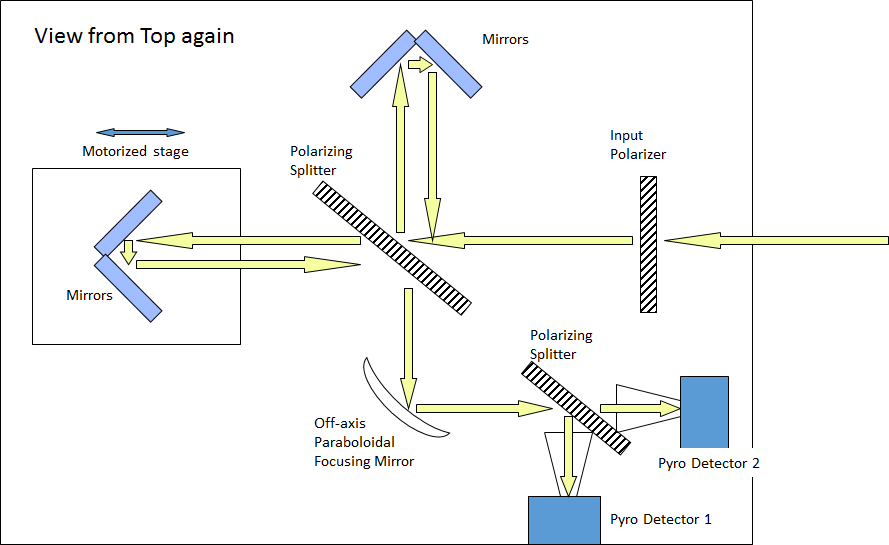 View from Top again
Mirrors
Motorized stage
Polarizing
Splitter
Input
Polarizer
Mirrors
Polarizing
Splitter
Off-axis
Paraboloidal
Focusing Mirror
Pyro Detector 2
Pyro Detector 1